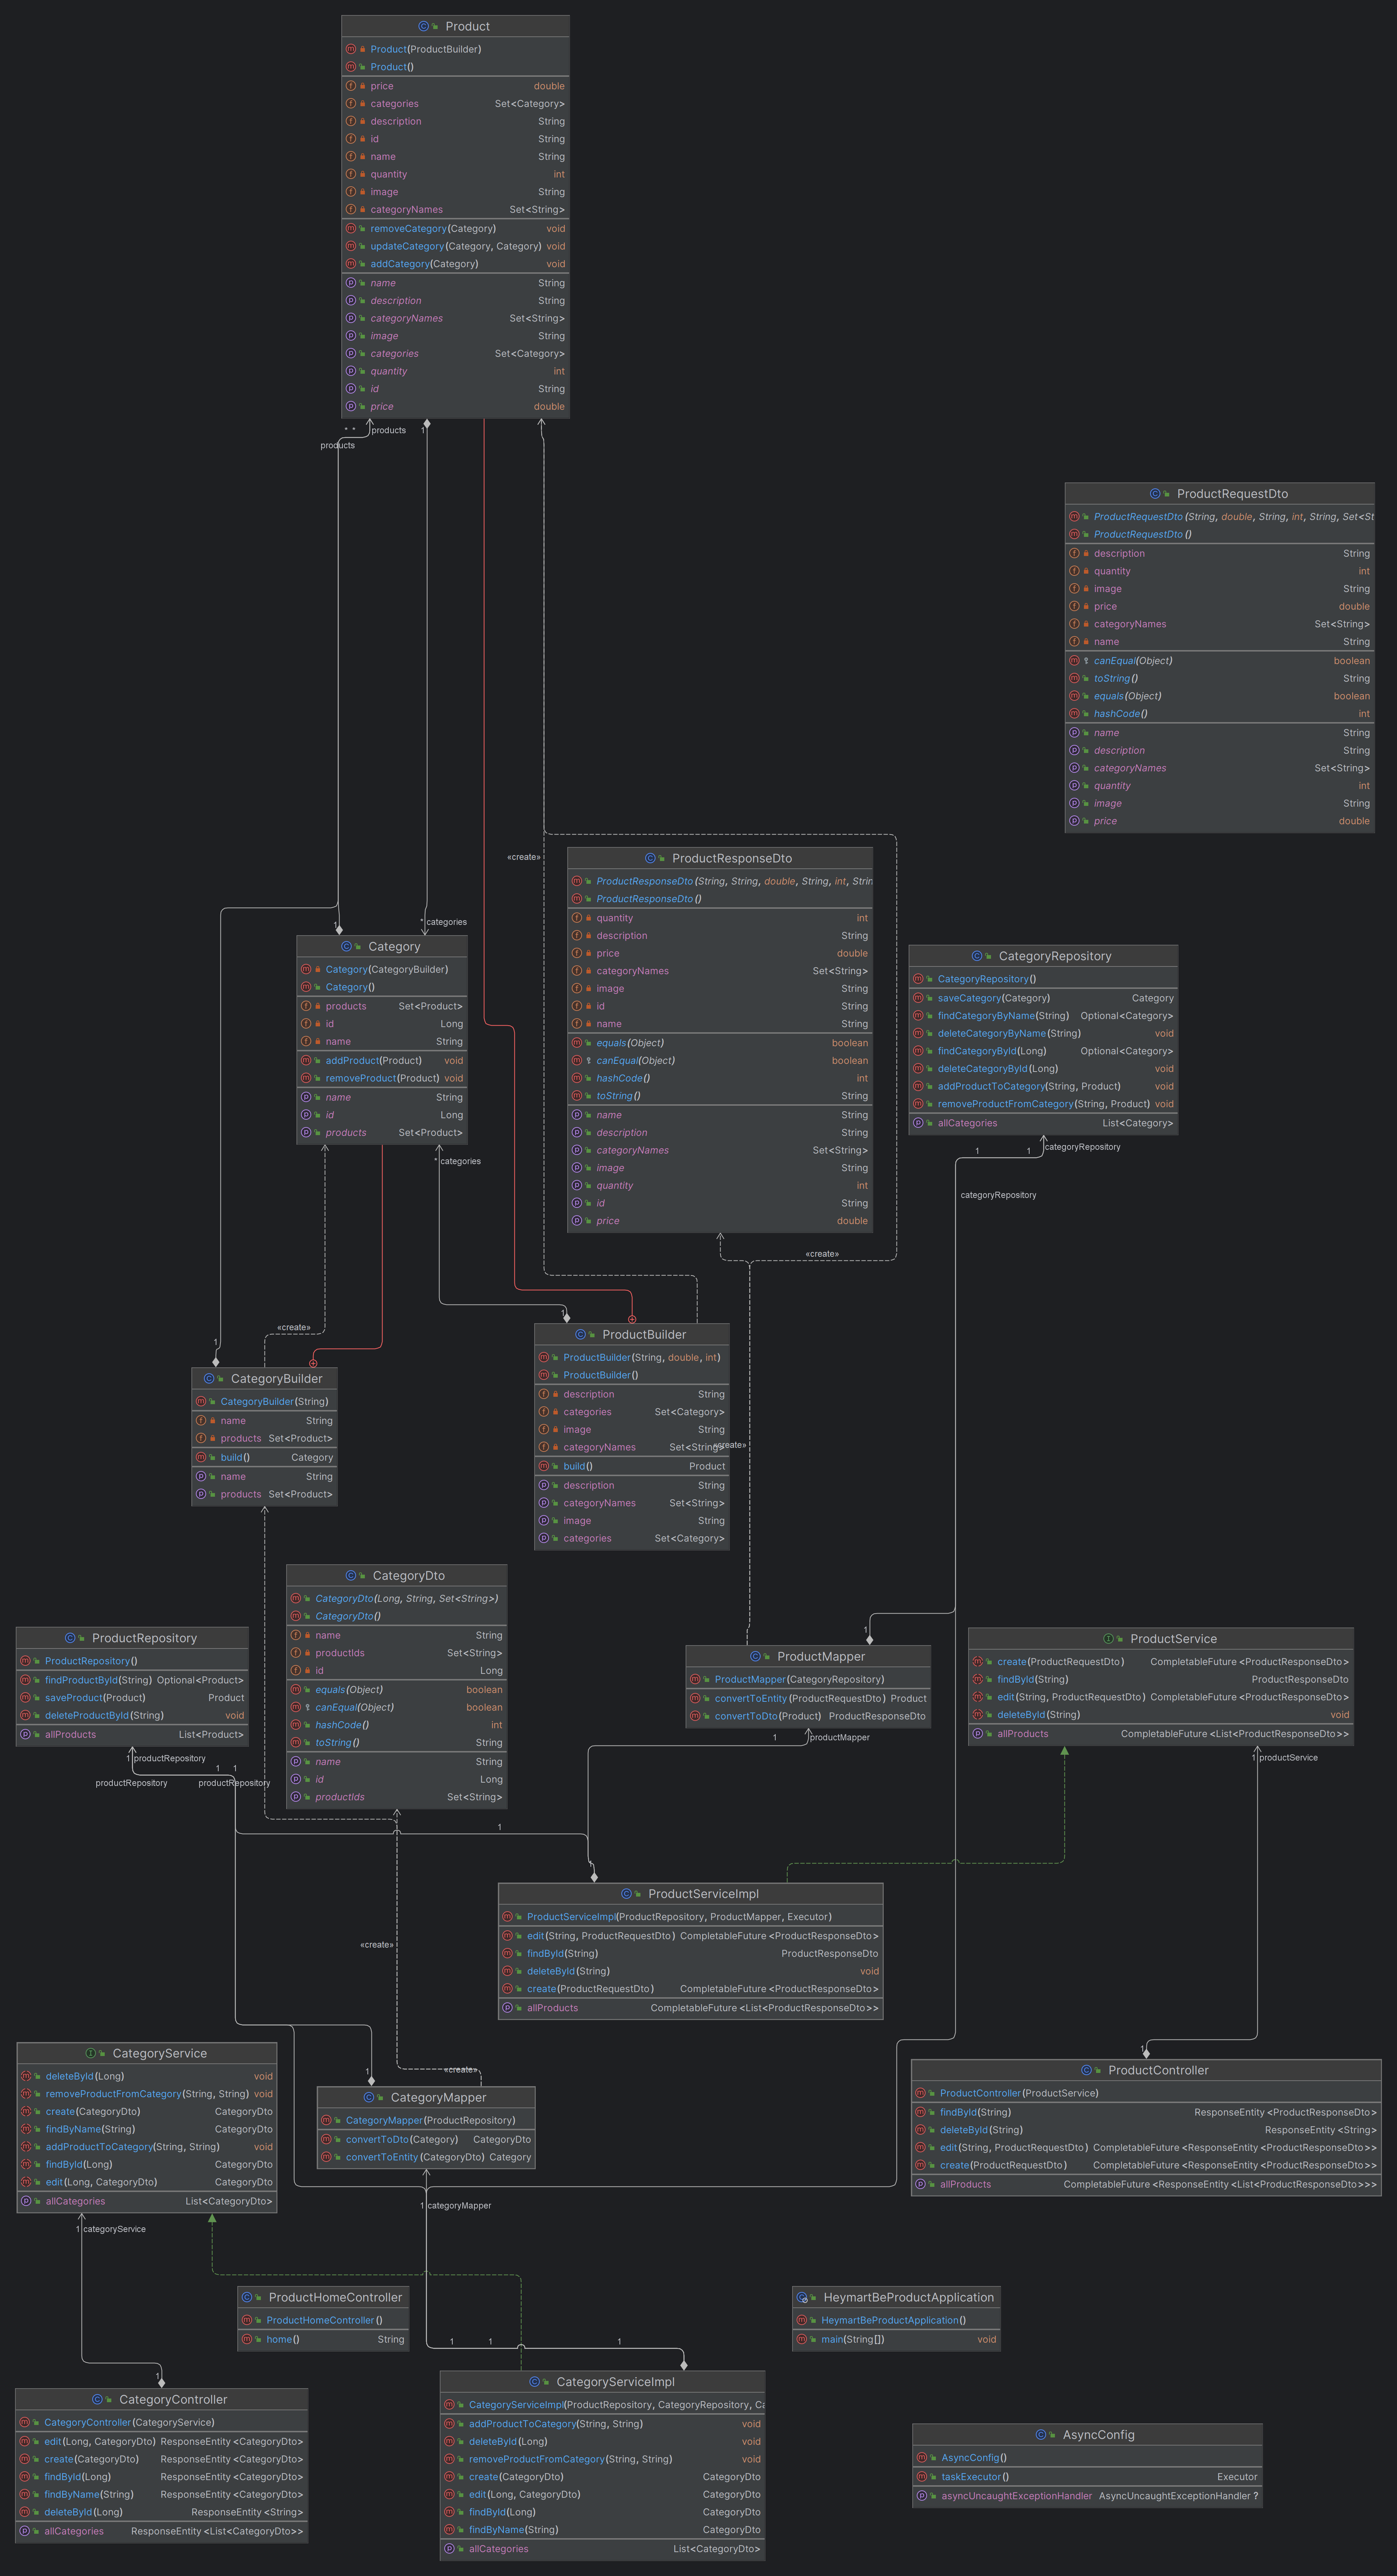 Product
Product(ProductBuilder)
Product()
price double
categories Set<Category>
description String
id String
name String
quantity int
image String
categoryNames Set<String>
removeCategory(Category) void
updateCategory(Category, Category) void
addCategory(Category) void
name String
description String
categoryNames Set<String>
image String
categories Set<Category>
quantity int
id String
price double
* * products
products
1
ProductRequestDto
ProductRequestDto(String, double, String, int, String, Set<St
ProductRequestDto()
description String
quantity int
image String
price double
categoryNames Set<String>
name String
canEqual(Object) boolean
toString() String
equals(Object) boolean
hashCode() int
name String
description String
categoryNames Set<String>
quantity int
image String
price double
«create»
ProductResponseDto
ProductResponseDto(String, String, double, String, int, Strin
ProductResponseDto()
quantity int
description String
price double
categoryNames Set<String>
image String
id String
name String
equals(Object) boolean
canEqual(Object) boolean
hashCode() int
toString() String
name String
description String
categoryNames Set<String>
image String
quantity int
id String
price double
«create»
1
* categories
Category
Category(CategoryBuilder)
Category()
products Set<Product>
id Long
name String
addProduct(Product) void
removeProduct(Product) void
name String
id Long
products Set<Product>
* categories
CategoryRepository
CategoryRepository()
saveCategory(Category) Category
findCategoryByName(String) Optional<Category>
deleteCategoryByName(String) void
findCategoryById(Long) Optional<Category>
deleteCategoryById(Long) void
addProductToCategory(String, Product) void
removeProductFromCategory(String, Product) void
allCategories List<Category>
1 1 categoryRepository
categoryRepository
«create»
1
1
ProductBuilder
ProductBuilder(String, double, int)
ProductBuilder()
description String
categories Set<Category>
image String
categoryNames Set<String>
«create»
build() Product
description String
categoryNames Set<String>
image String
categories Set<Category>
CategoryBuilder
CategoryBuilder(String)
name String
products Set<Product>
build() Category
name String
products Set<Product>
CategoryDto
CategoryDto(Long, String, Set<String>)
CategoryDto()
name String
productIds Set<String>
id Long
equals(Object) boolean
canEqual(Object) boolean
hashCode() int
toString() String
name String
id Long
productIds Set<String>
ProductRepository
ProductRepository()
findProductById(String) Optional<Product>
saveProduct(Product) Product
deleteProductById(String) void
allProducts List<Product>
1 productRepository
1 1
productRepository productRepository
1
ProductMapper
ProductMapper(CategoryRepository)
convertToEntity(ProductRequestDto) Product
convertToDto(Product) ProductResponseDto
1 productMapper
ProductService
create(ProductRequestDto) CompletableFuture<ProductResponseDto>
findById(String) ProductResponseDto
edit(String, ProductRequestDto) CompletableFuture<ProductResponseDto>
deleteById(String) void
allProducts CompletableFuture<List<ProductResponseDto>>
1 productService
1
1
ProductServiceImpl
ProductServiceImpl(ProductRepository, ProductMapper, Executor)
edit(String, ProductRequestDto) CompletableFuture<ProductResponseDto>
findById(String) ProductResponseDto
deleteById(String) void
create(ProductRequestDto) CompletableFuture<ProductResponseDto>
allProducts CompletableFuture<List<ProductResponseDto>>
«create»
CategoryService
deleteById(Long) void
removeProductFromCategory(String, String) void
create(CategoryDto) CategoryDto
findByName(String) CategoryDto
addProductToCategory(String, String) void
findById(Long) CategoryDto
edit(Long, CategoryDto) CategoryDto
allCategories List<CategoryDto>
1 categoryService
1
«create»
CategoryMapper
CategoryMapper(ProductRepository)
convertToDto(Category) CategoryDto
convertToEntity(CategoryDto) Category
1 categoryMapper
1
ProductController
ProductController(ProductService)
findById(String) ResponseEntity<ProductResponseDto>
deleteById(String) ResponseEntity<String>
edit(String, ProductRequestDto) CompletableFuture<ResponseEntity<ProductResponseDto>>
create(ProductRequestDto) CompletableFuture<ResponseEntity<ProductResponseDto>>
allProducts CompletableFuture<ResponseEntity<List<ProductResponseDto>>>
ProductHomeController
ProductHomeController()
home() String
HeymartBeProductApplication
HeymartBeProductApplication()
main(String[]) void
1 1 1
1
CategoryController
CategoryController(CategoryService)
edit(Long, CategoryDto) ResponseEntity<CategoryDto>
create(CategoryDto) ResponseEntity<CategoryDto>
findById(Long) ResponseEntity<CategoryDto>
findByName(String) ResponseEntity<CategoryDto>
deleteById(Long) ResponseEntity<String>
allCategories ResponseEntity<List<CategoryDto>>
CategoryServiceImpl
CategoryServiceImpl(ProductRepository, CategoryRepository, Ca
addProductToCategory(String, String) void
deleteById(Long) void
removeProductFromCategory(String, String) void
create(CategoryDto) CategoryDto
edit(Long, CategoryDto) CategoryDto
findById(Long) CategoryDto
findByName(String) CategoryDto
allCategories List<CategoryDto>
AsyncConfig
AsyncConfig()
taskExecutor() Executor
asyncUncaughtExceptionHandler AsyncUncaughtExceptionHandler?